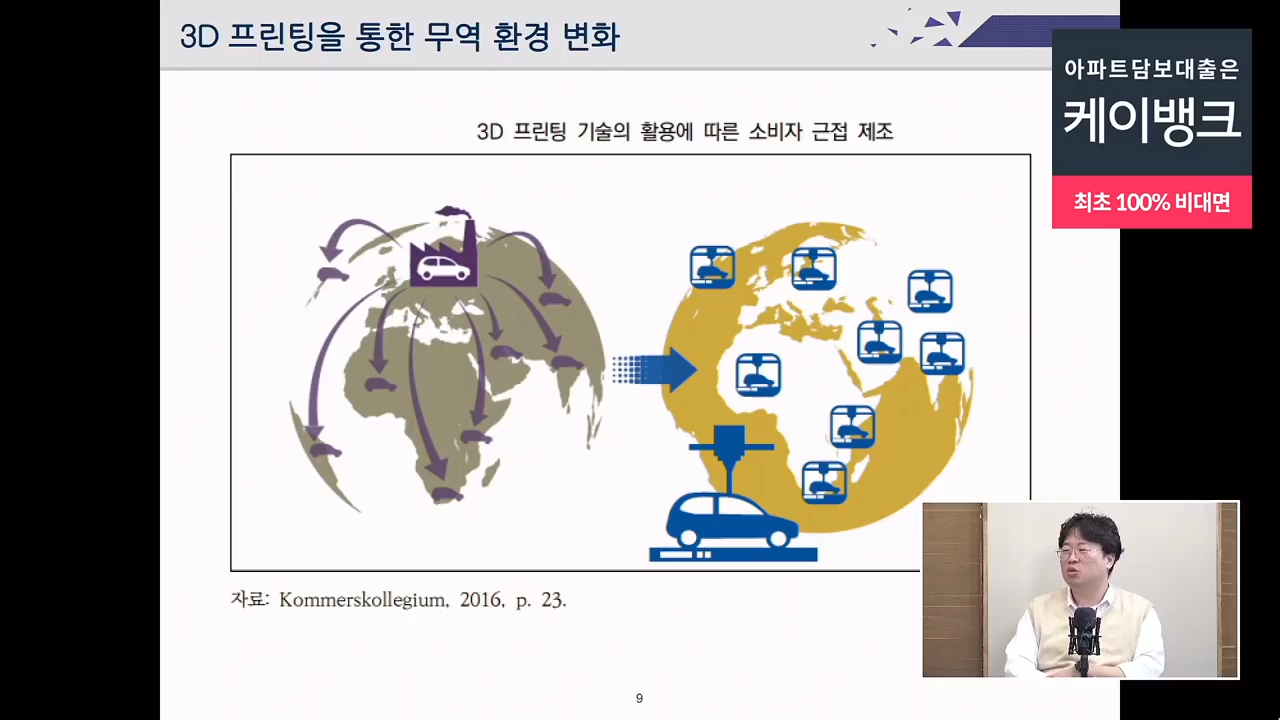 3D 프린팅을 통한 무역 환경 변화
아파트담보대출은
케이뱅크
최초 100% 비대면
3D 프린팅 기술의 활용에 따른 소비자 근접 제조
자료: Kommerskollegium, 2016, p. 23.
9